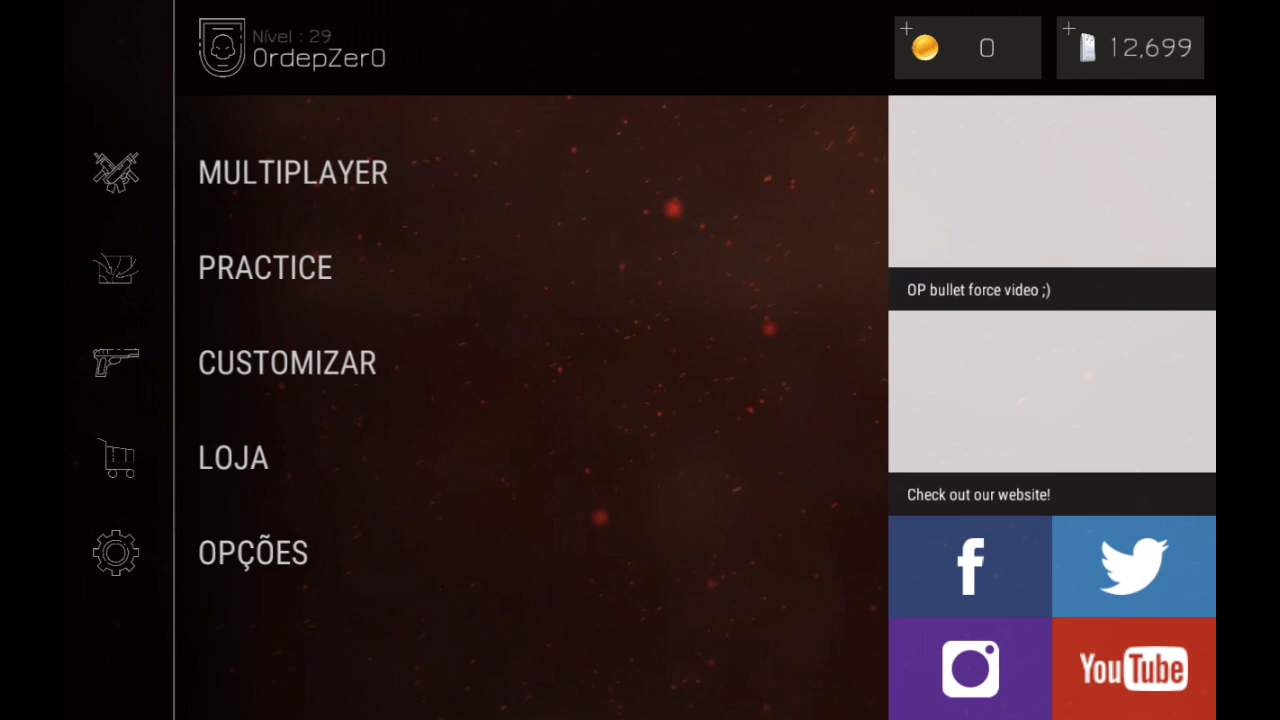 Nível : 29
OrdepZerO
0
12,699
MULTIPLAYER
PRACTICE
CUSTOMIZAR
LOJA
OPÇÕES
OP bullet force video ;)
Check out our website!
f
YouTube